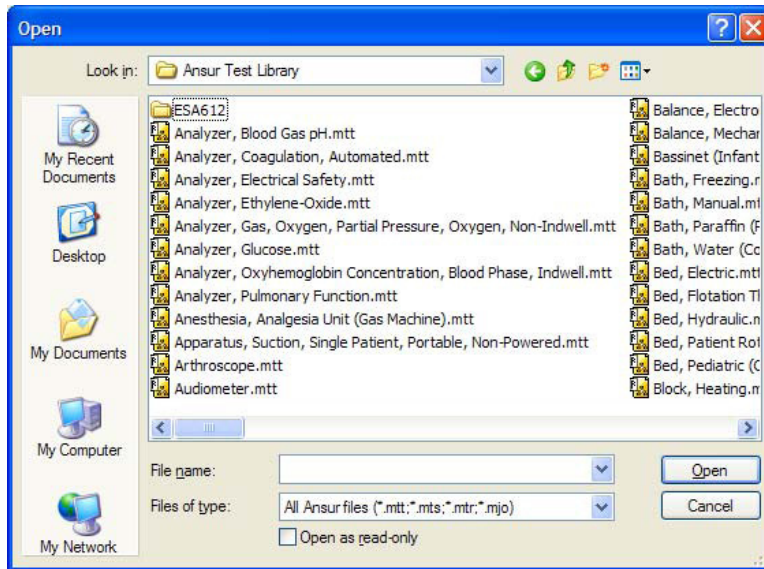 Open
Look in:
Ansur Test Library
My Recent
Documents
Desktop
My Documents
My Computer
My Network
ESA612
Analyzer, Blood Gas pH.mtt
Analyzer, Coagulation, Automated.mtt
Analyzer, Electrical Safety.mtt
Analyzer, Ethylene-Oxide.mtt
Analyzer, Gas, Oxygen, Partial Pressure, Oxygen, Non-Indwell.mtt
Analyzer, Glucose.mtt
Analyzer, Oxyhemoglobin Concentration, Blood Phase, Indwell.mtt
Analyzer, Pulmonary Function.mtt
Anesthesia, Analgesia Unit (Gas Machine).mtt
Apparatus, Suction, Single Patient, Portable, Non-Powered.mtt
Arthroscope.mtt
Audiometer.mtt
Balance, Electro
Balance, Mechar
Bassinet (Infant
Bath, Freezing.r
Bath, Manual.mt
Bath, Paraffin (F
Bath, Water (Co
Bed, Electric.mtt
Bed, Flotation Tl
Bed, Hydraulic.n
Bed, Patient Rot
Bed, Pediatric (C
Block, Heating.m
File name:
Open
Files of type:
All Ansur files (*.mtt;*.mts;*.mtr;*.mjo)
Cancel
Open as read-only